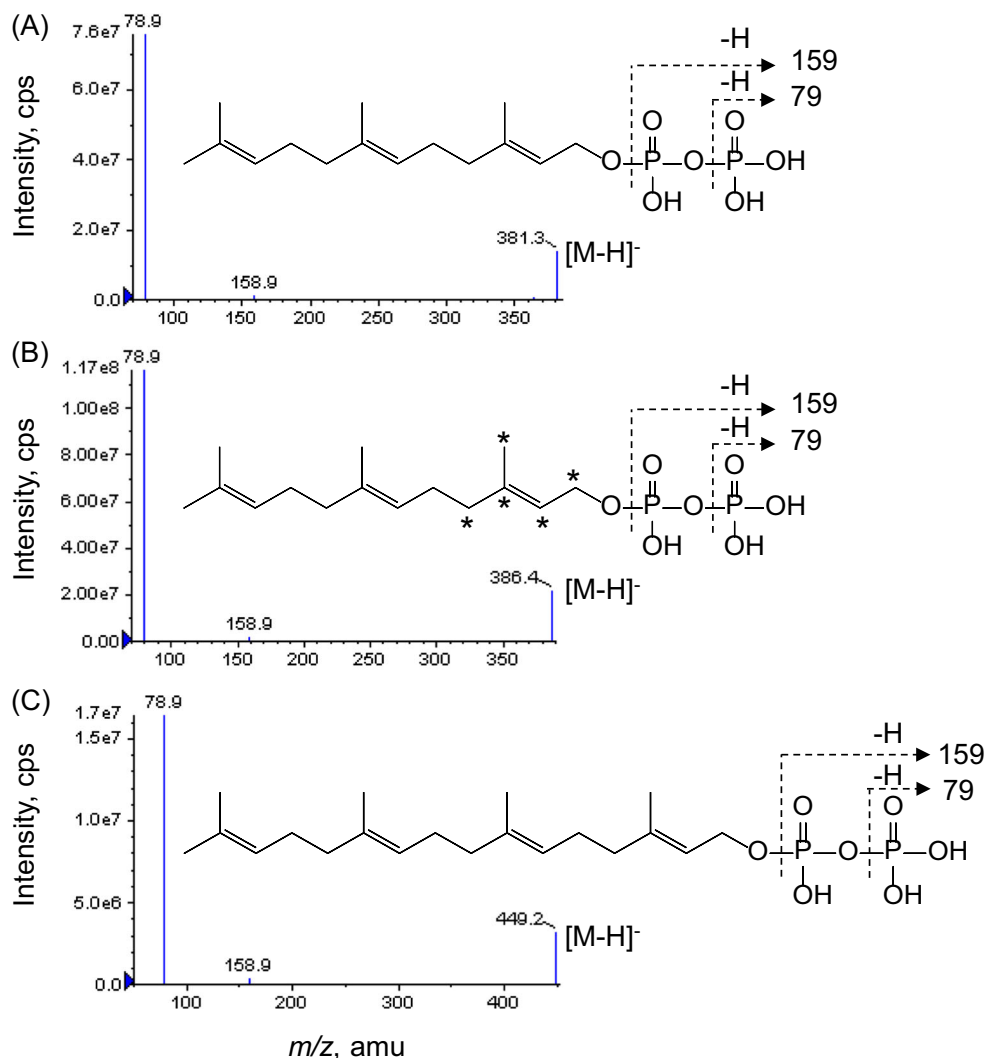 (A)
7.6e7
78.9
6.0e7
4.0e7
2.0e7
0.0
Intensity, cps
158.9
381.3
[M-H]-
100 150 200 250 300 350
-H
159
-H
79
O O
O P O P OH
OH OH
(B)
1.17e8
78.9
1.00e8
8.00e7
6.00e7
4.00e7
2.00e7
0.00
Intensity, cps
158.9
386.4
[M-H]-
100 150 200 250 300 350
-H
159
-H
79
* * * * *
O O
O P O P OH
OH OH
(C)
1.7e7
78.9
1.5e7
1.0e7
5.0e6
0.0
Intensity, cps
158.9
449.2
[M-H]-
100 200 300 400
-H
159
-H
79
O O
O P O P OH
OH OH
m/z, amu